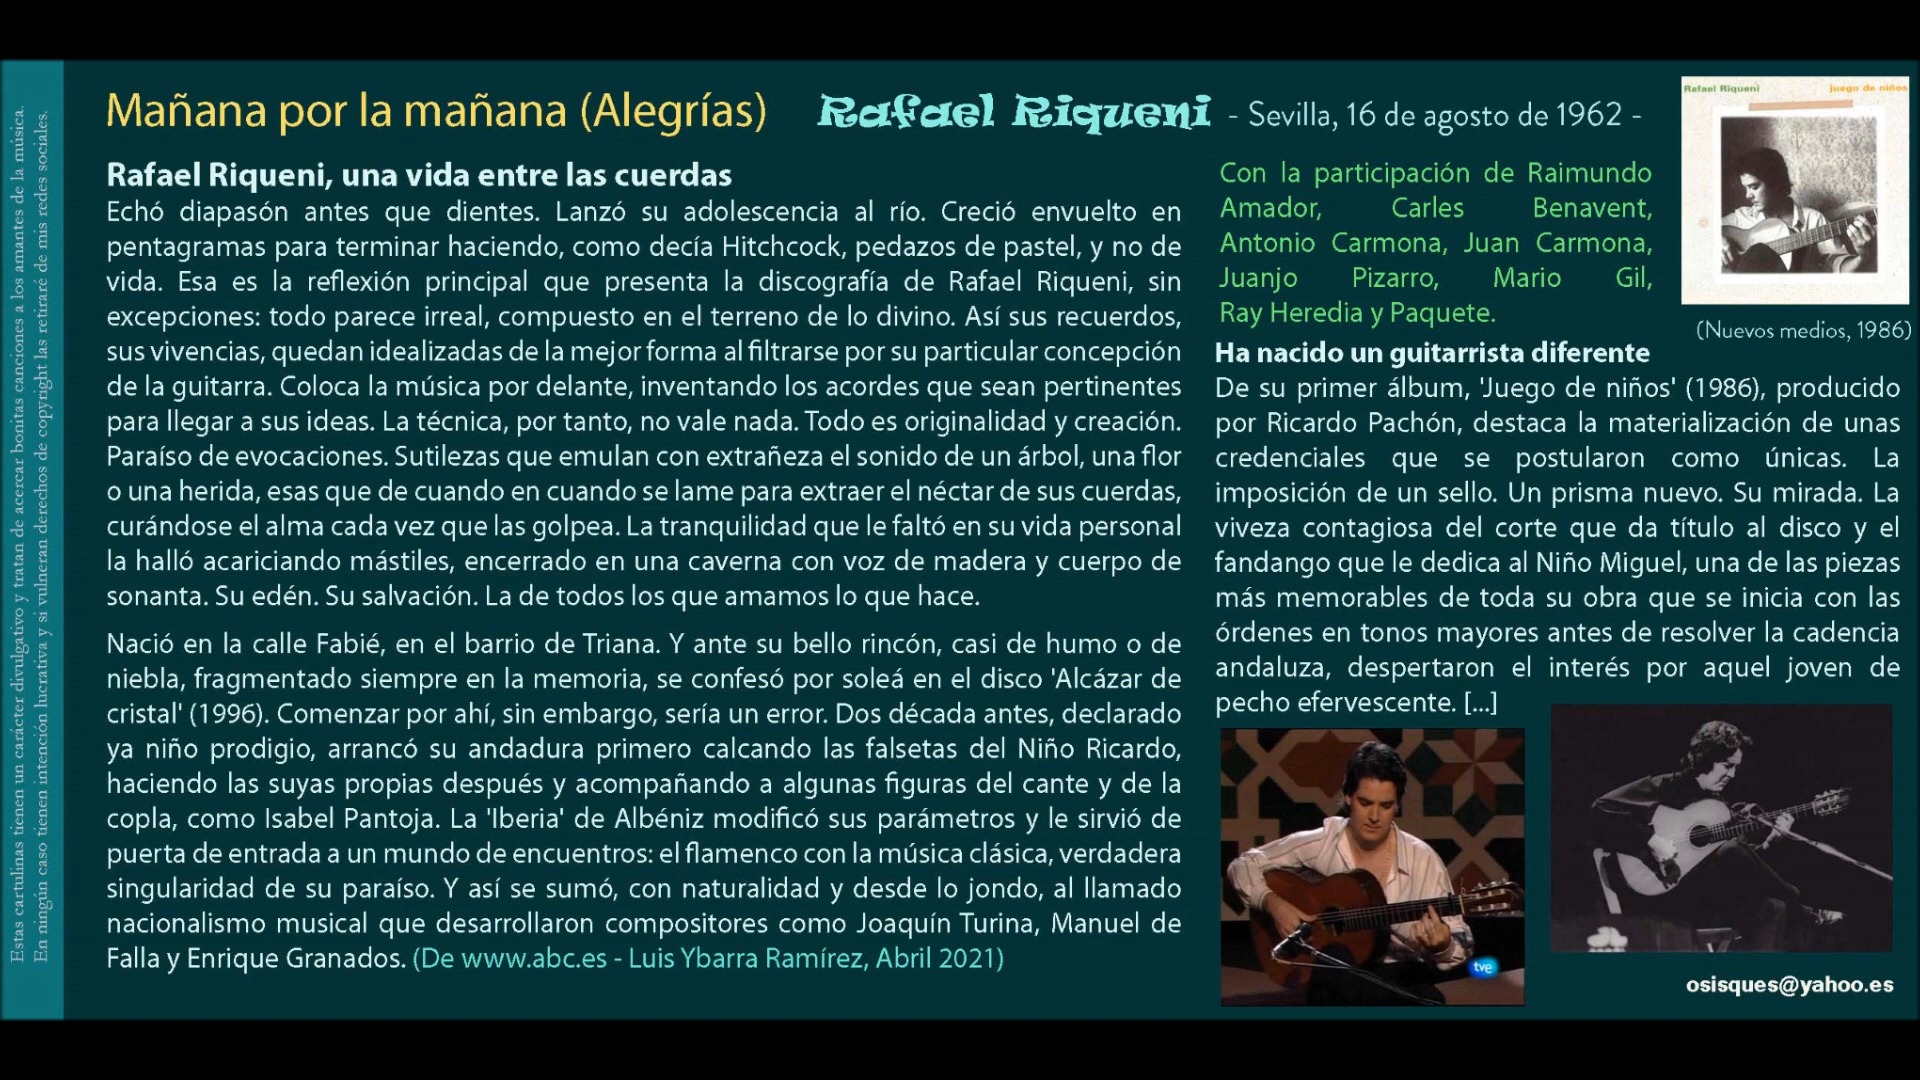 Estas cartulinas tienen un carácter divulgativo y tratan de acercar bonitas canciones a los amantes de la música.
En ningún caso tienen intención lucrativa y si vulneran derechos de copyright las retiraré de mis redes sociales.
Mañana por la mañana (Alegrías) Rafael Riqueni - Sevilla, 16 de agosto de 1962 -
Rafael Riqueni, una vida entre las cuerdas
Echó diapasón antes que dientes. Lanzó su adolescencia al río. Creció envuelto en
pentagramas para terminar haciendo, como decía Hitchcock, pedazos de pastel, y no de
vida. Esa es la reflexión principal que presenta la discografía de Rafael Riqueni, sin
excepciones: todo parece irreal, compuesto en el terreno de lo divino. Así sus recuerdos,
sus vivencias, quedan idealizadas de la mejor forma al filtrarse por su particular concepción
de la guitarra. Coloca la música por delante, inventando los acordes que sean pertinentes
para llegar a sus ideas. La técnica, por tanto, no vale nada. Todo es originalidad y creación.
Paraíso de evocaciones. Sutilezas que emulan con extrañeza el sonido de un árbol, una flor
o una herida, esas que de cuando en cuando se lame para extraer el néctar de sus cuerdas,
curándose el alma cada vez que las golpea. La tranquilidad que le faltó en su vida personal
la halló acariciando mástiles, encerrado en una caverna con voz de madera y cuerpo de
sonanta. Su edén. Su salvación. La de todos los que amamos lo que hace.
Nació en la calle Fabié, en el barrio de Triana. Y ante su bello rincón, casi de humo o de
niebla, fragmentado siempre en la memoria, se confesó por soleá en el disco 'Alcázar de
cristal' (1996). Comenzar por ahí, sin embargo, sería un error. Dos década antes, declarado
ya niño prodigio, arrancó su andadura primero calcando las falsetas del Niño Ricardo,
haciendo las suyas propias después y acompañando a algunas figuras del cante y de la
copla, como Isabel Pantoja. La 'Iberia' de Albéniz modificó sus parámetros y le sirvió de
puerta de entrada a un mundo de encuentros: el flamenco con la música clásica, verdadera
singularidad de su paraíso. Y así se sumó, con naturalidad y desde lo jondo, al llamado
nacionalismo musical que desarrollaron compositores como Joaquín Turina, Manuel de
Falla y Enrique Granados. (De www.abc.es - Luis Ybarra Ramírez, Abril 2021)
Con la participación de Raimundo
Amador, Carles Benavent,
Antonio Carmona, Juan Carmona,
Juanjo Pizarro, Mario Gil,
Ray Heredia y Paquete.
Rafael Riqueni juego de niños
(Nuevos medios, 1986)
Ha nacido un guitarrista diferente
De su primer álbum, 'Juego de niños' (1986), producido
por Ricardo Pachón, destaca la materialización de unas
credenciales que se postularon como únicas. La
imposición de un sello. Un prisma nuevo. Su mirada. La
viveza contagiosa del corte que da título al disco y el
fandango que le dedica al Niño Miguel, una de las piezas
más memorables de toda su obra que se inicia con las
órdenes en tonos mayores antes de resolver la cadencia
andaluza, despertaron el interés por aquel joven de
pecho efervescente. [...]
tve
osisques@yahoo.es